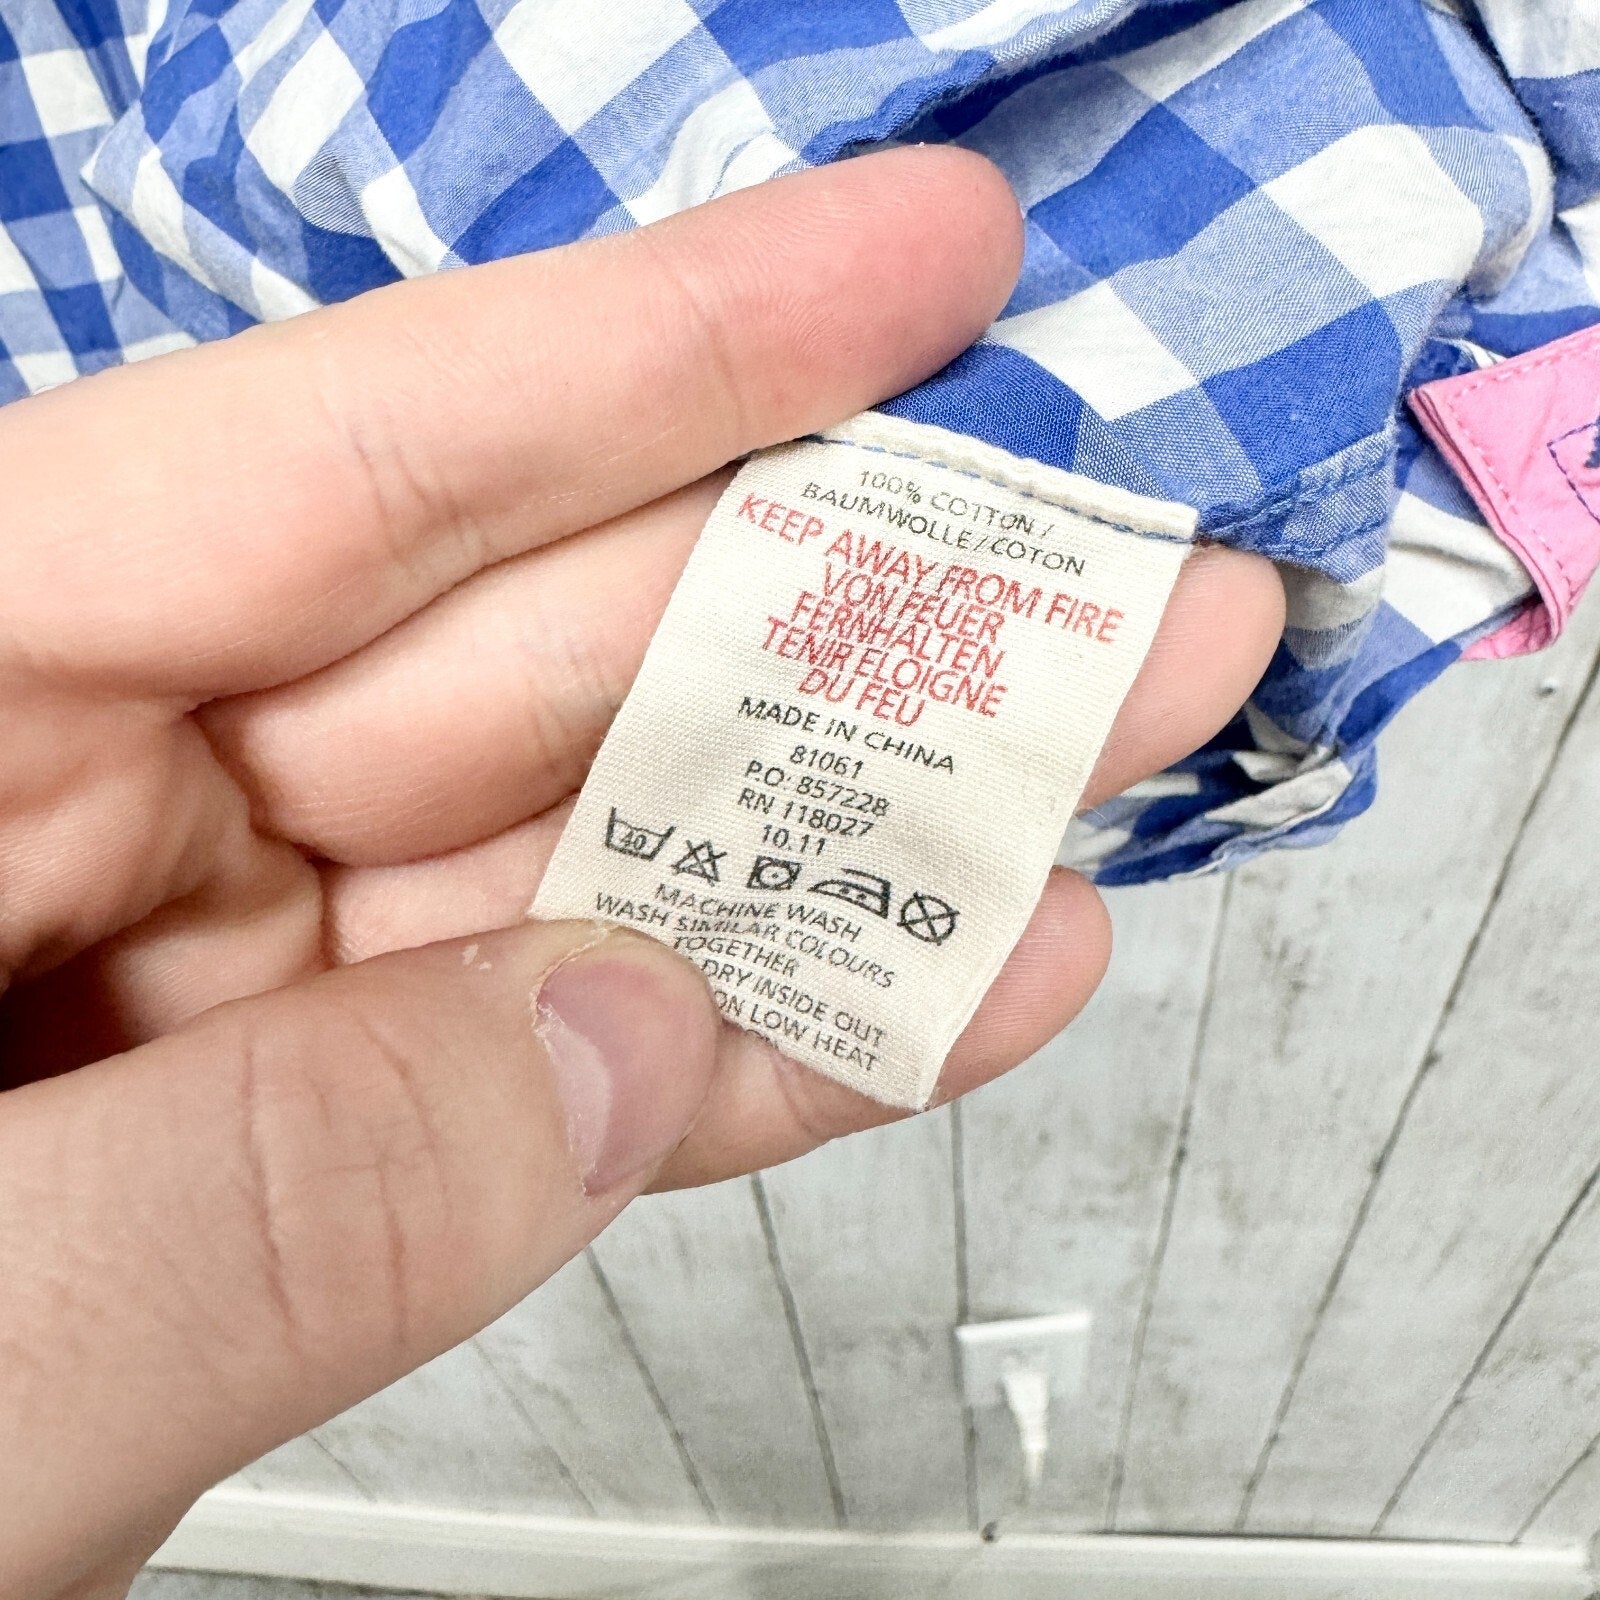 100% COTTON /
BAUMWOLLE/COTON
KEEP AWAY FROM FIRE
VON FEUER
FERNHALTEN
TENIR ELOIGNE
DU FEU
MADE IN CHINA
81061
P.O: 857228
RN 118027
10.11
40
MACHINE WASH
WASH SIMILAR COLOURS
TOGETHER
DRY INSIDE OUT
ON LOW HEAT